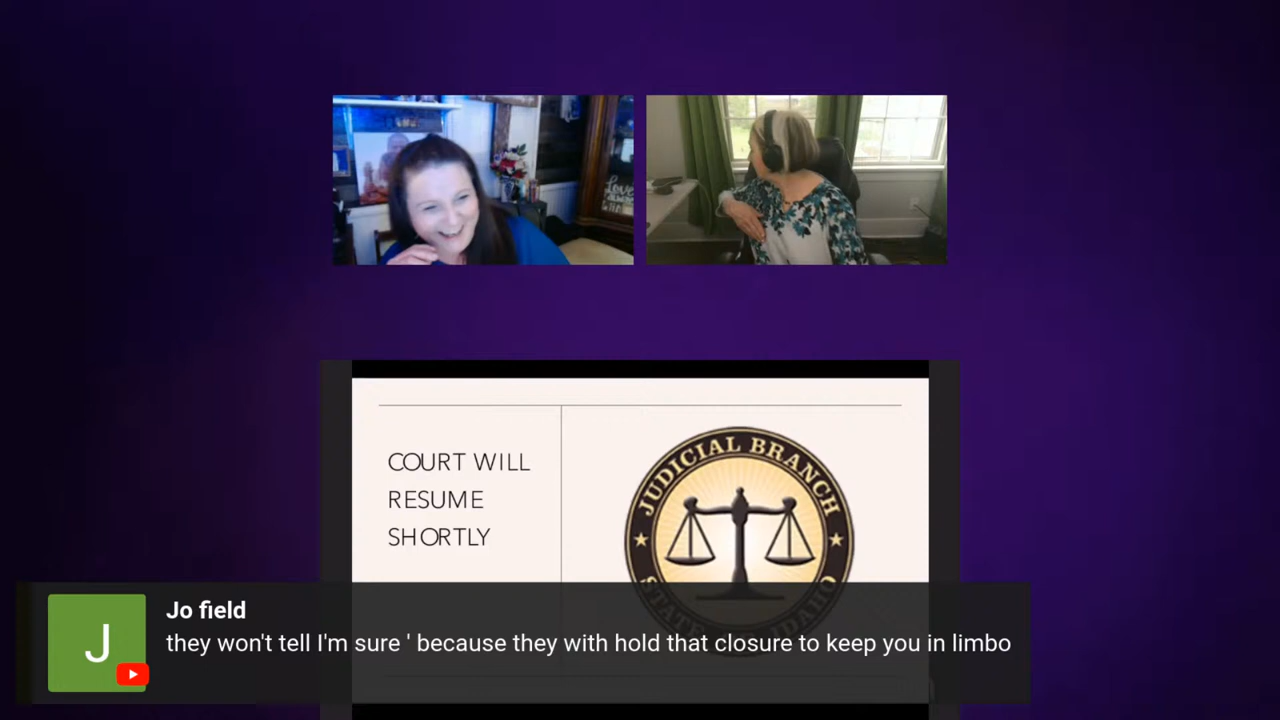 Love
COURT WILL
RESUME
SHORTLY
JUDICIAL BRANCH
J
Jo field
they won't tell I'm sure ' because they with hold that closure to keep you in limbo